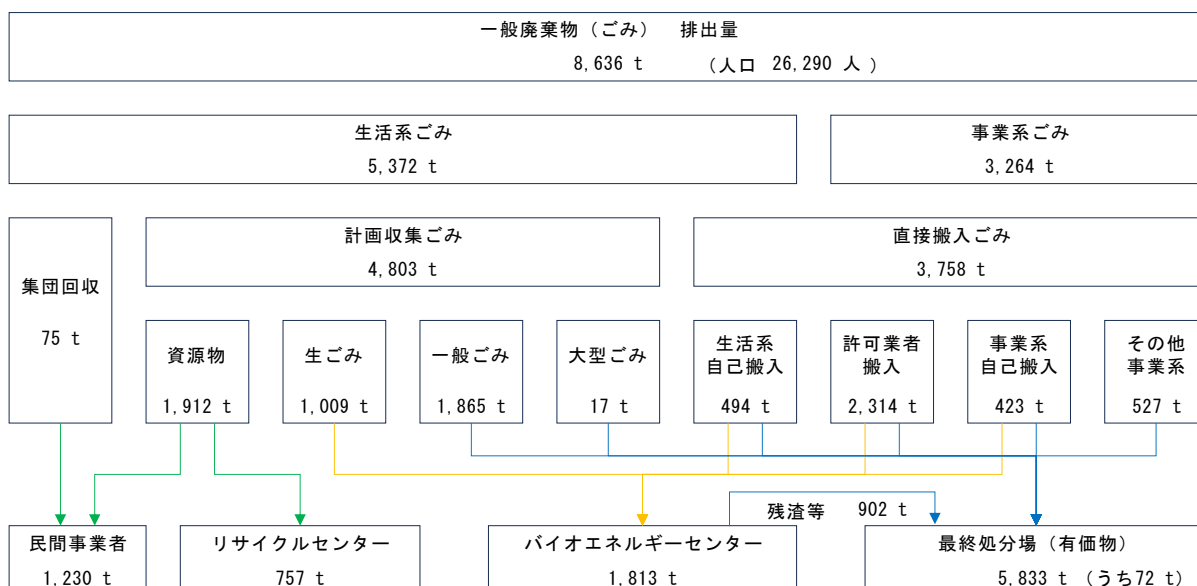 一般廃棄物（ごみ） 排出量
8,636 t （人口 26,290 人 ）
生活系ごみ
5,372 t
事業系ごみ
3,264 t
集団回収
75 t
計画収集ごみ
4,803 t
直接搬入ごみ
3,758 t
資源物
1,912 t
生ごみ
1,009 t
一般ごみ
1,865 t
大型ごみ
17 t
生活系
自己搬入
494 t
許可業者
搬入
2,314 t
事業系
自己搬入
423 t
その他
事業系
527 t
残渣等 902 t
民間事業者
1,230 t
リサイクルセンター
757 t
バイオエネルギーセンター
1,813 t
最終処分場（有価物）
5,833 t （うち72 t）